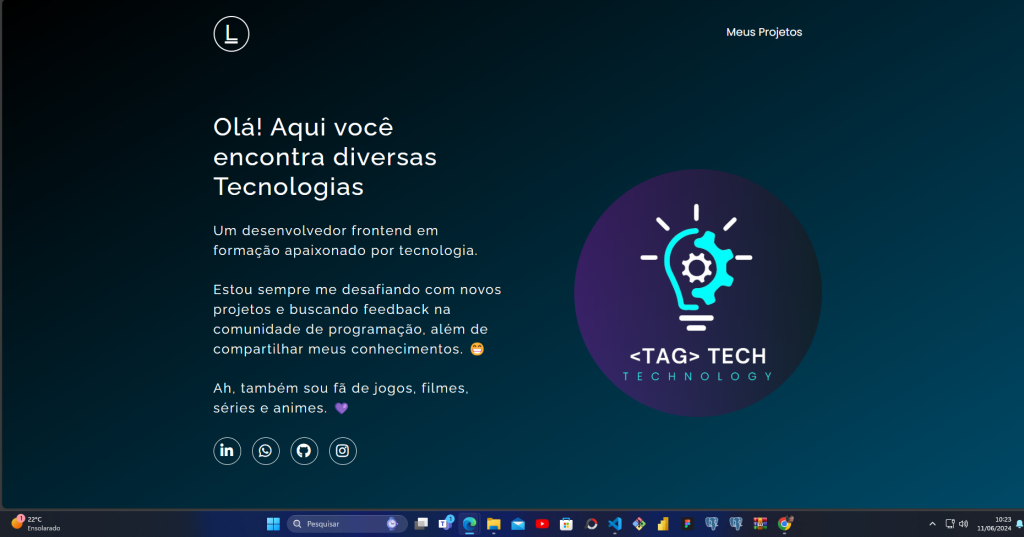 L
Meus Projetos
Olá! Aqui você
encontra diversas
Tecnologias
Um desenvolvedor frontend em
formação apaixonado por tecnologia.
Estou sempre me desafiando com novos
projetos e buscando feedback na
comunidade de programação, além de
compartilhar meus conhecimentos. 😁
Ah, também sou fã de jogos, filmes,
séries e animes. 💜
<TAG> TECH
TECHNOLOGY
in
1
22°C
Ensolarado
Pesquisar
10:23
11/06/2024